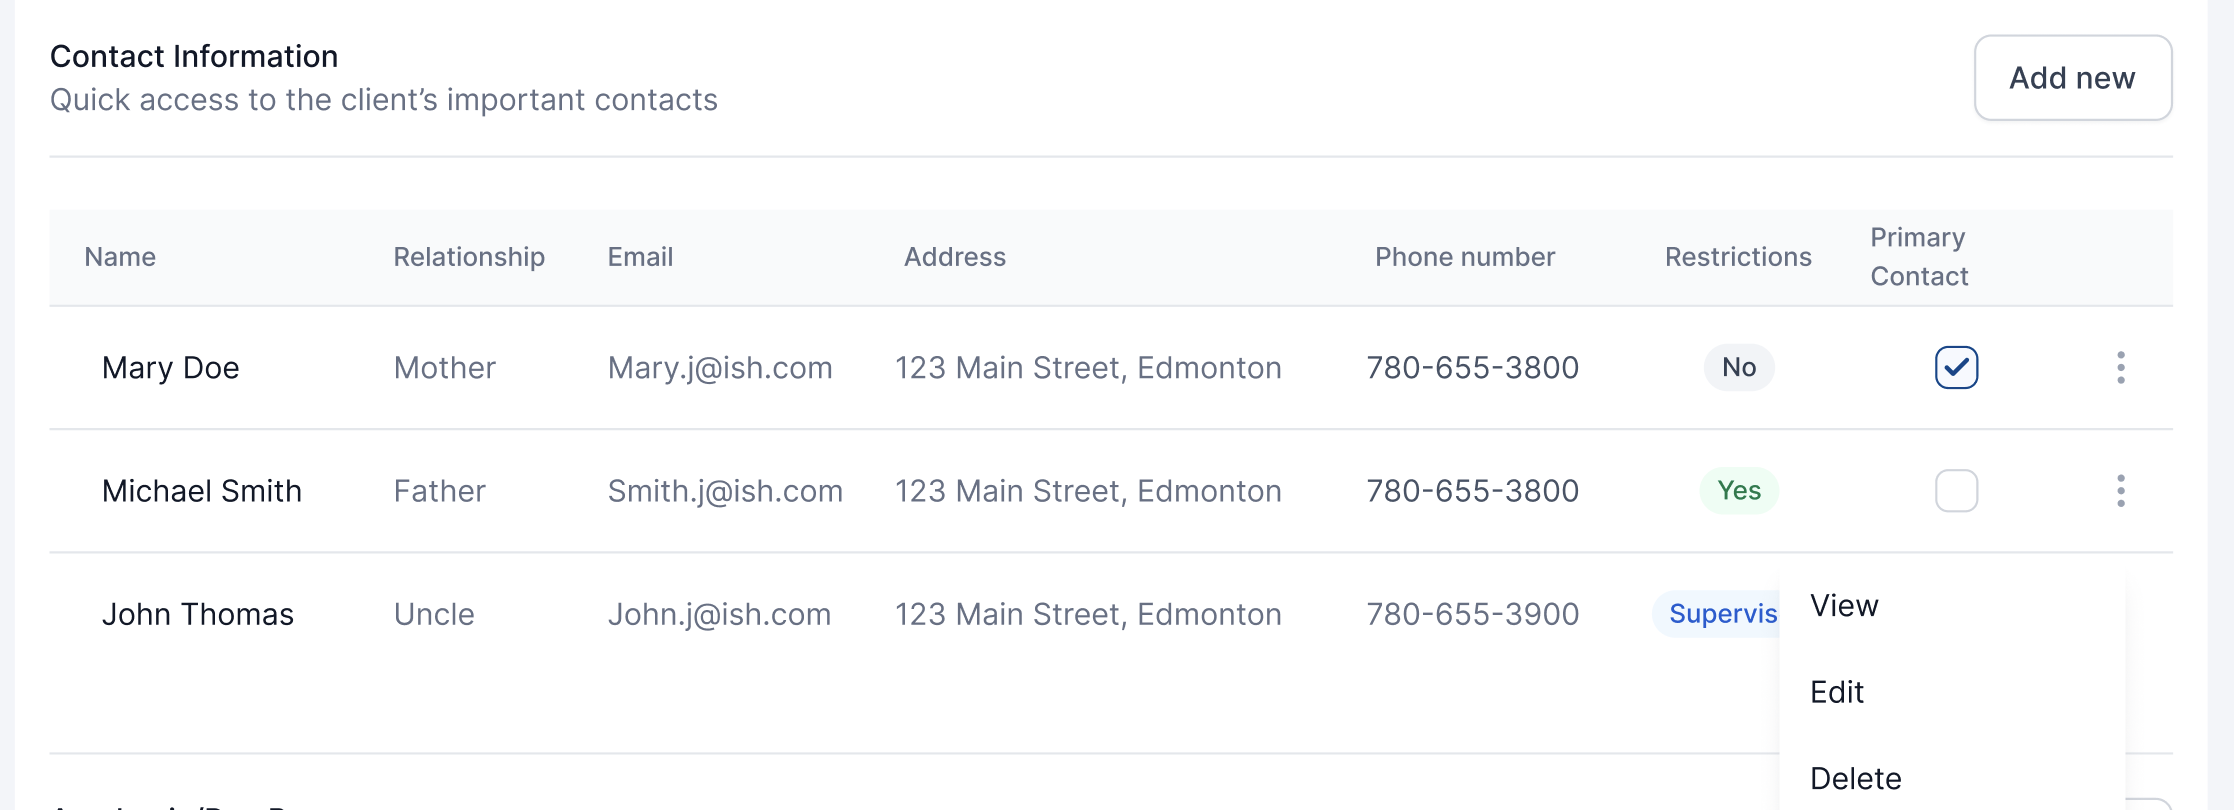 Contact Information
Quick access to the client’s important contacts
Add new
Name Relationship Email Address Phone number Restrictions Primary Contact
Mary Doe Mother Mary.j@ish.com 123 Main Street, Edmonton 780-655-3800 No
Michael Smith Father Smith.j@ish.com 123 Main Street, Edmonton 780-655-3800 Yes
John Thomas Uncle John.j@ish.com 123 Main Street, Edmonton 780-655-3900 Supervis
View
Edit
Delete